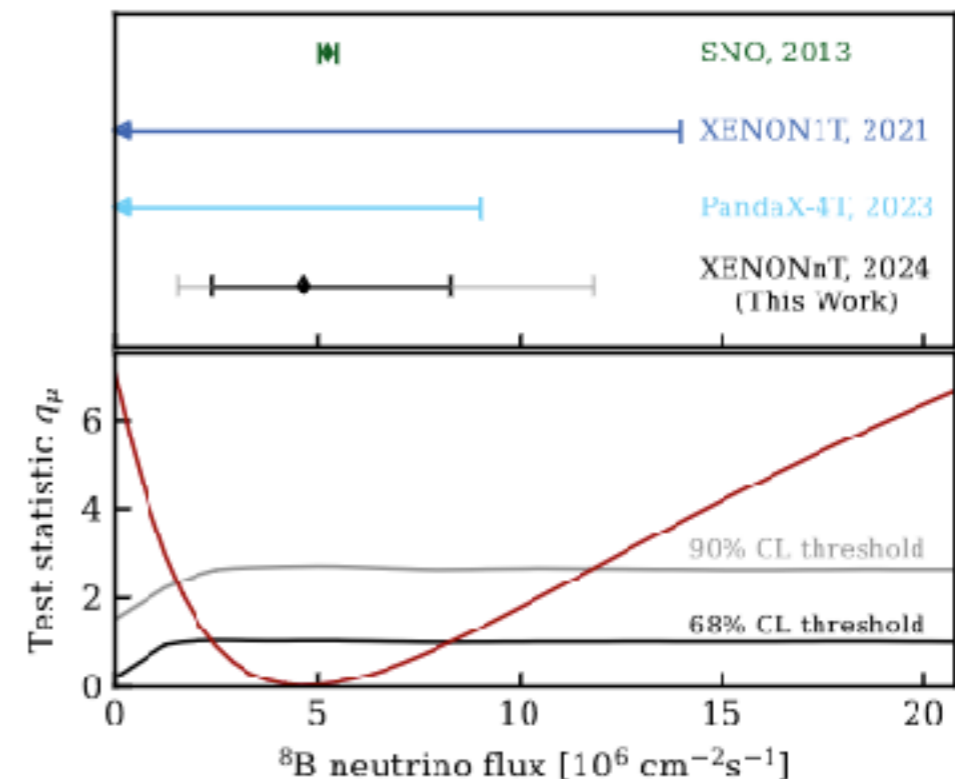 SNO, 2013
XENON1T, 2021
PandaX-4T, 2023
XENONnT, 2024
(This Work)
Test statistic qμ
6
4
2
0
90% CL threshold
68% CL threshold
0 5 10 15 20
⁸B neutrino flux [10⁶ cm⁻²s⁻¹]